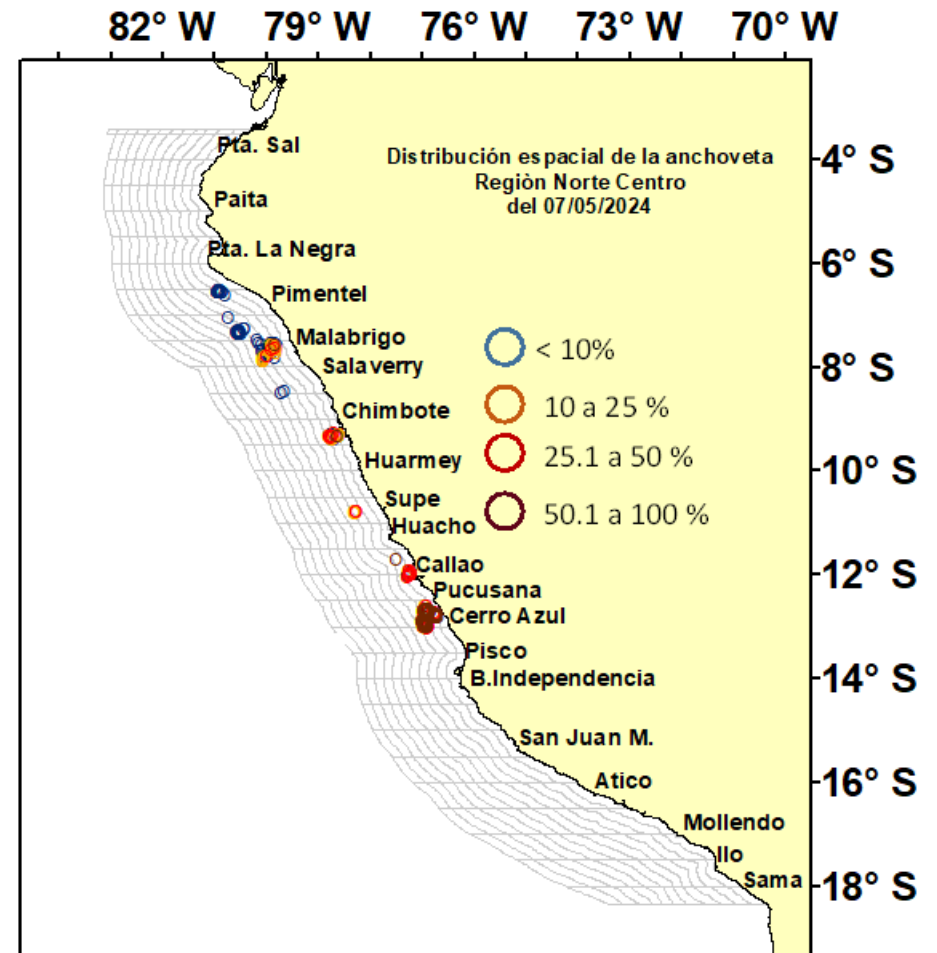 82° W 79° W 76° W 73° W 70° W
Distribución espacial de la anchoveta
Regiòn Norte Centro
del 07/05/2024
Pta. Sal
4° S
Paita
Pta. La Negra
6° S
Pimentel
Malabrigo
< 10%
Salaverry
8° S
Chimbote
10 a 25 %
Huarmey
25.1 a 50 %
10° S
Supe
50.1 a 100 %
Huacho
Callao
12° S
Pucusana
Cerro Azul
Pisco
B.Independencia
14° S
San Juan M.
Atico
16° S
Mollendo
Ilo
Sama
18° S